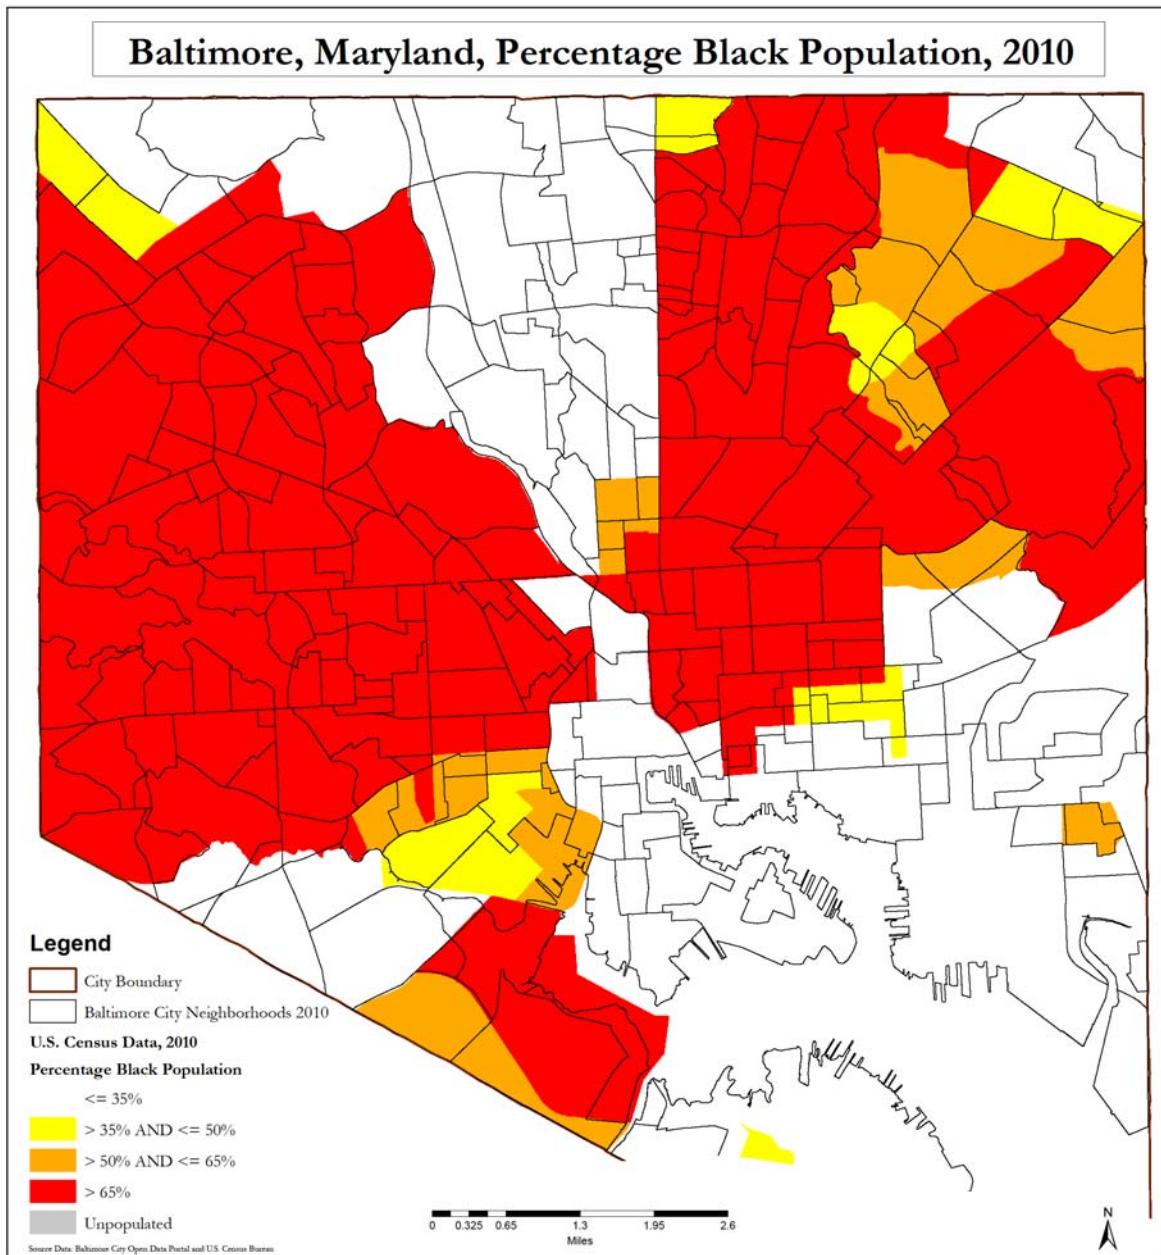 Baltimore, Maryland, Percentage Black Population, 2010
Legend
City Boundary
Baltimore City Neighborhoods 2010
U.S. Census Data, 2010
Percentage Black Population
<= 35%
> 35% AND <= 50%
> 50% AND <= 65%
> 65%
Unpopulated
Source Data: Baltimore City Open Data Portal and U.S. Census Bureau
0 0.325 0.65 1.3 1.95 2.6
Miles
N